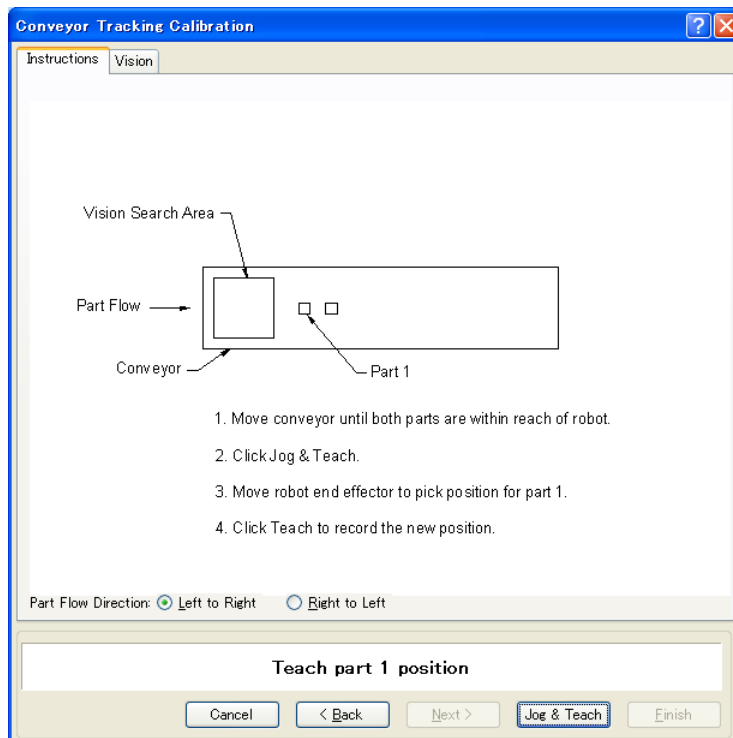 Conveyor Tracking Calibration
Instructions
Vision
Vision Search Area
Part Flow
Conveyor
Part 1
1. Move conveyor until both parts are within reach of robot.
2. Click Jog & Teach.
3. Move robot end effector to pick position for part 1.
4. Click Teach to record the new position.
Part Flow Direction: Left to Right Right to Left
Teach part 1 position
Cancel < Back Next > Jog & Teach Finish